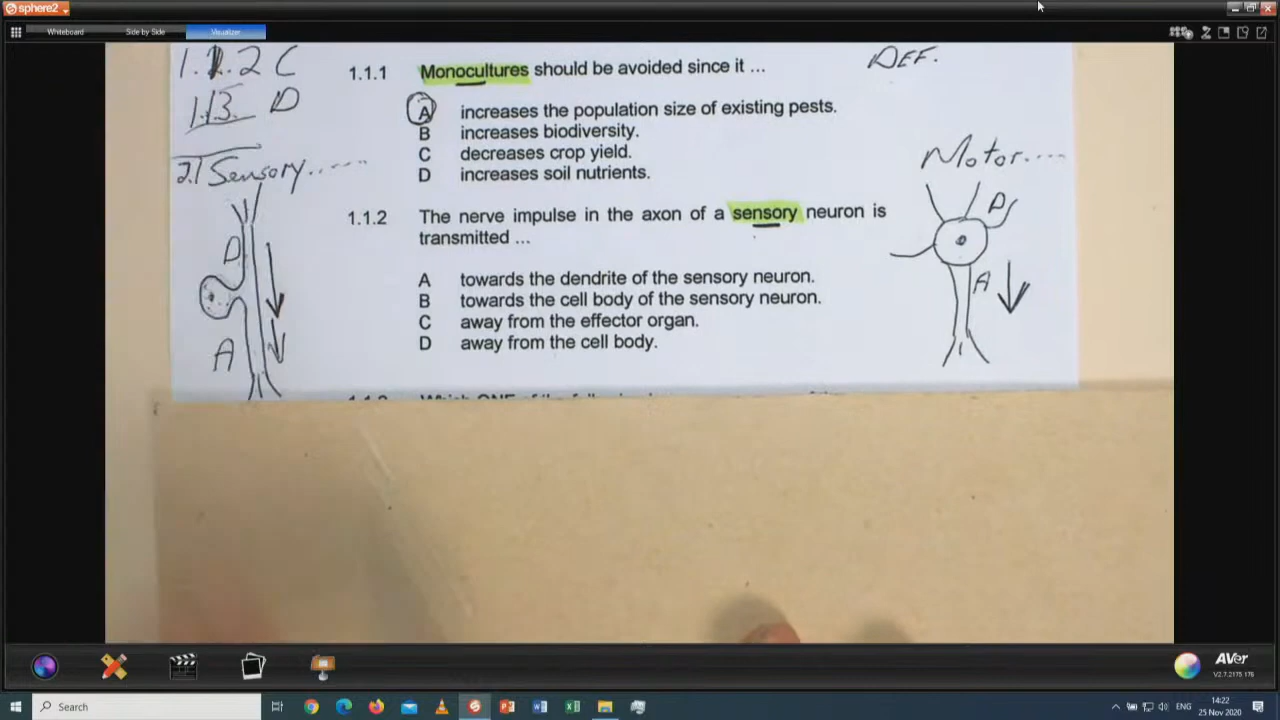 sphere2
Whiteboard
Side by Side
Visualizer
1.1.2 C
1.1.3. D
DEF.
1.1.1 Monocultures should be avoided since it ...
A increases the population size of existing pests.
B increases biodiversity.
C decreases crop yield.
D increases soil nutrients.
2.1 Sensory......
D
A
Motor....
D
A
1.1.2 The nerve impulse in the axon of a sensory neuron is
transmitted ...
A towards the dendrite of the sensory neuron.
B towards the cell body of the sensory neuron.
C away from the effector organ.
D away from the cell body.
AVer
V2.7.2175.176
Search
ENG
14:22
25 Nov 2020